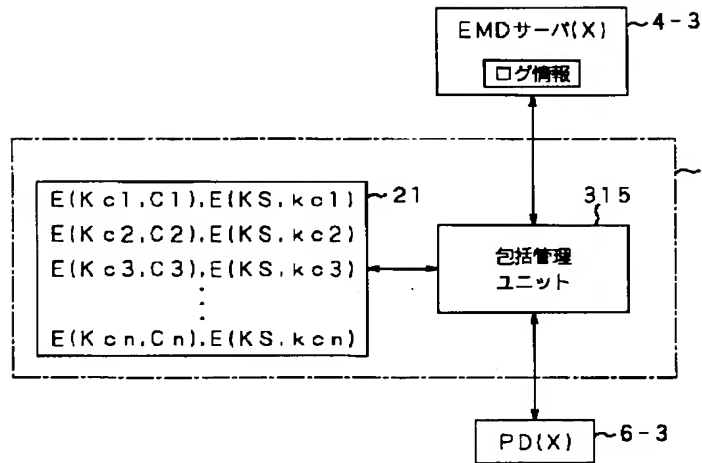 EMDサーバ(X)
4-3
ログ情報
E(Kc1,C1),E(KS,kc1)
21
E(Kc2,C2),E(KS,kc2)
E(Kc3,C3),E(KS,kc3)
E(Kcn,Cn),E(KS,kcn)
315
包括管理
ユニット
PD(X)
6-3